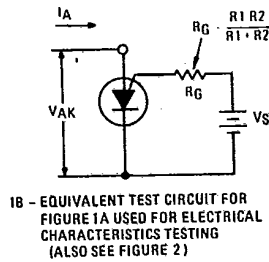 IA
RG - R1 R2
R1 + R2
RG
VAK
VS
1B – EQUIVALENT TEST CIRCUIT FOR
FIGURE 1A USED FOR ELECTRICAL
CHARACTERISTICS TESTING
(ALSO SEE FIGURE 2)